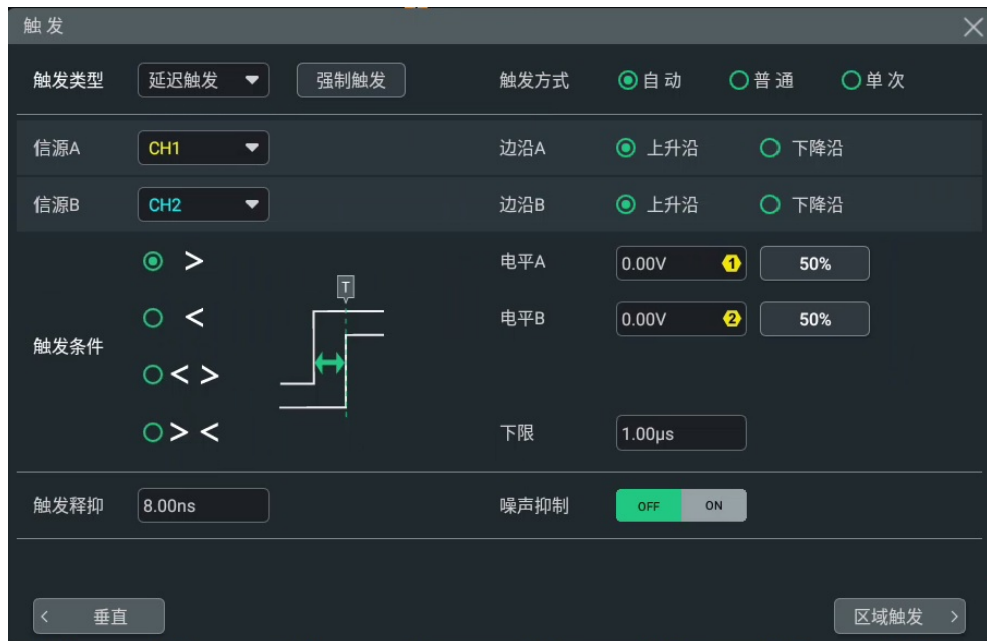 触发
触发类型 延迟触发 强制触发 触发方式 自动 普通 单次
信源A CH1 边沿A 上升沿 下降沿
信源B CH2 边沿B 上升沿 下降沿
> 电平A 0.00V 1 50%
T
< 电平B 0.00V 2 50%
触发条件
< >
> < 下限 1.00μs
触发释抑 8.00ns 噪声抑制 OFF ON
< 垂直 区域触发 >